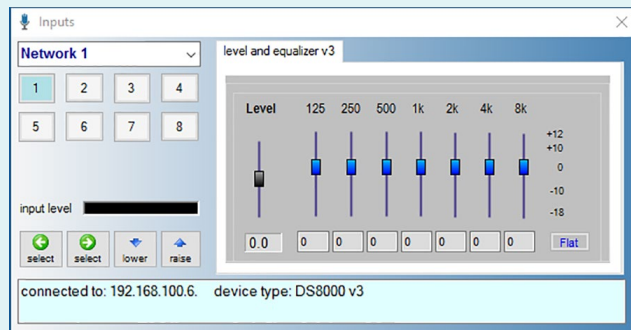 Inputs
Network 1
level and equalizer v3
1 2 3 4
5 6 7 8
Level 125 250 500 1k 2k 4k 8k
+12
+10
0
-10
-18
input level
0.0 0 0 0 0 0 0 0 Flat
select select lower raise
connected to: 192.168.100.6. device type: DS8000 v3